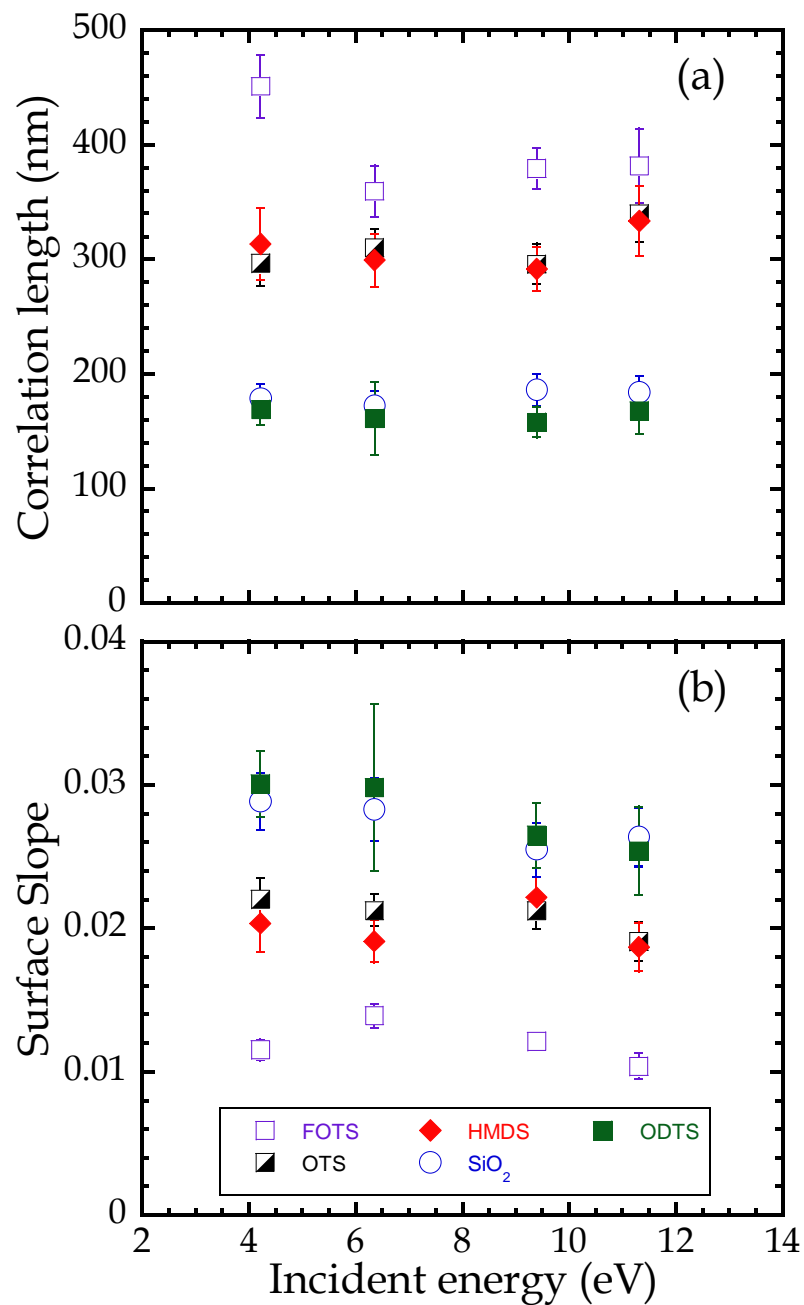 (a)
Correlation length (nm)
500
400
300
200
100
0
(b)
Surface Slope
0.04
0.03
0.02
0.01
0
FOTS HMDS ODTS
OTS SiO₂
2 4 6 8 10 12 14
Incident energy (eV)